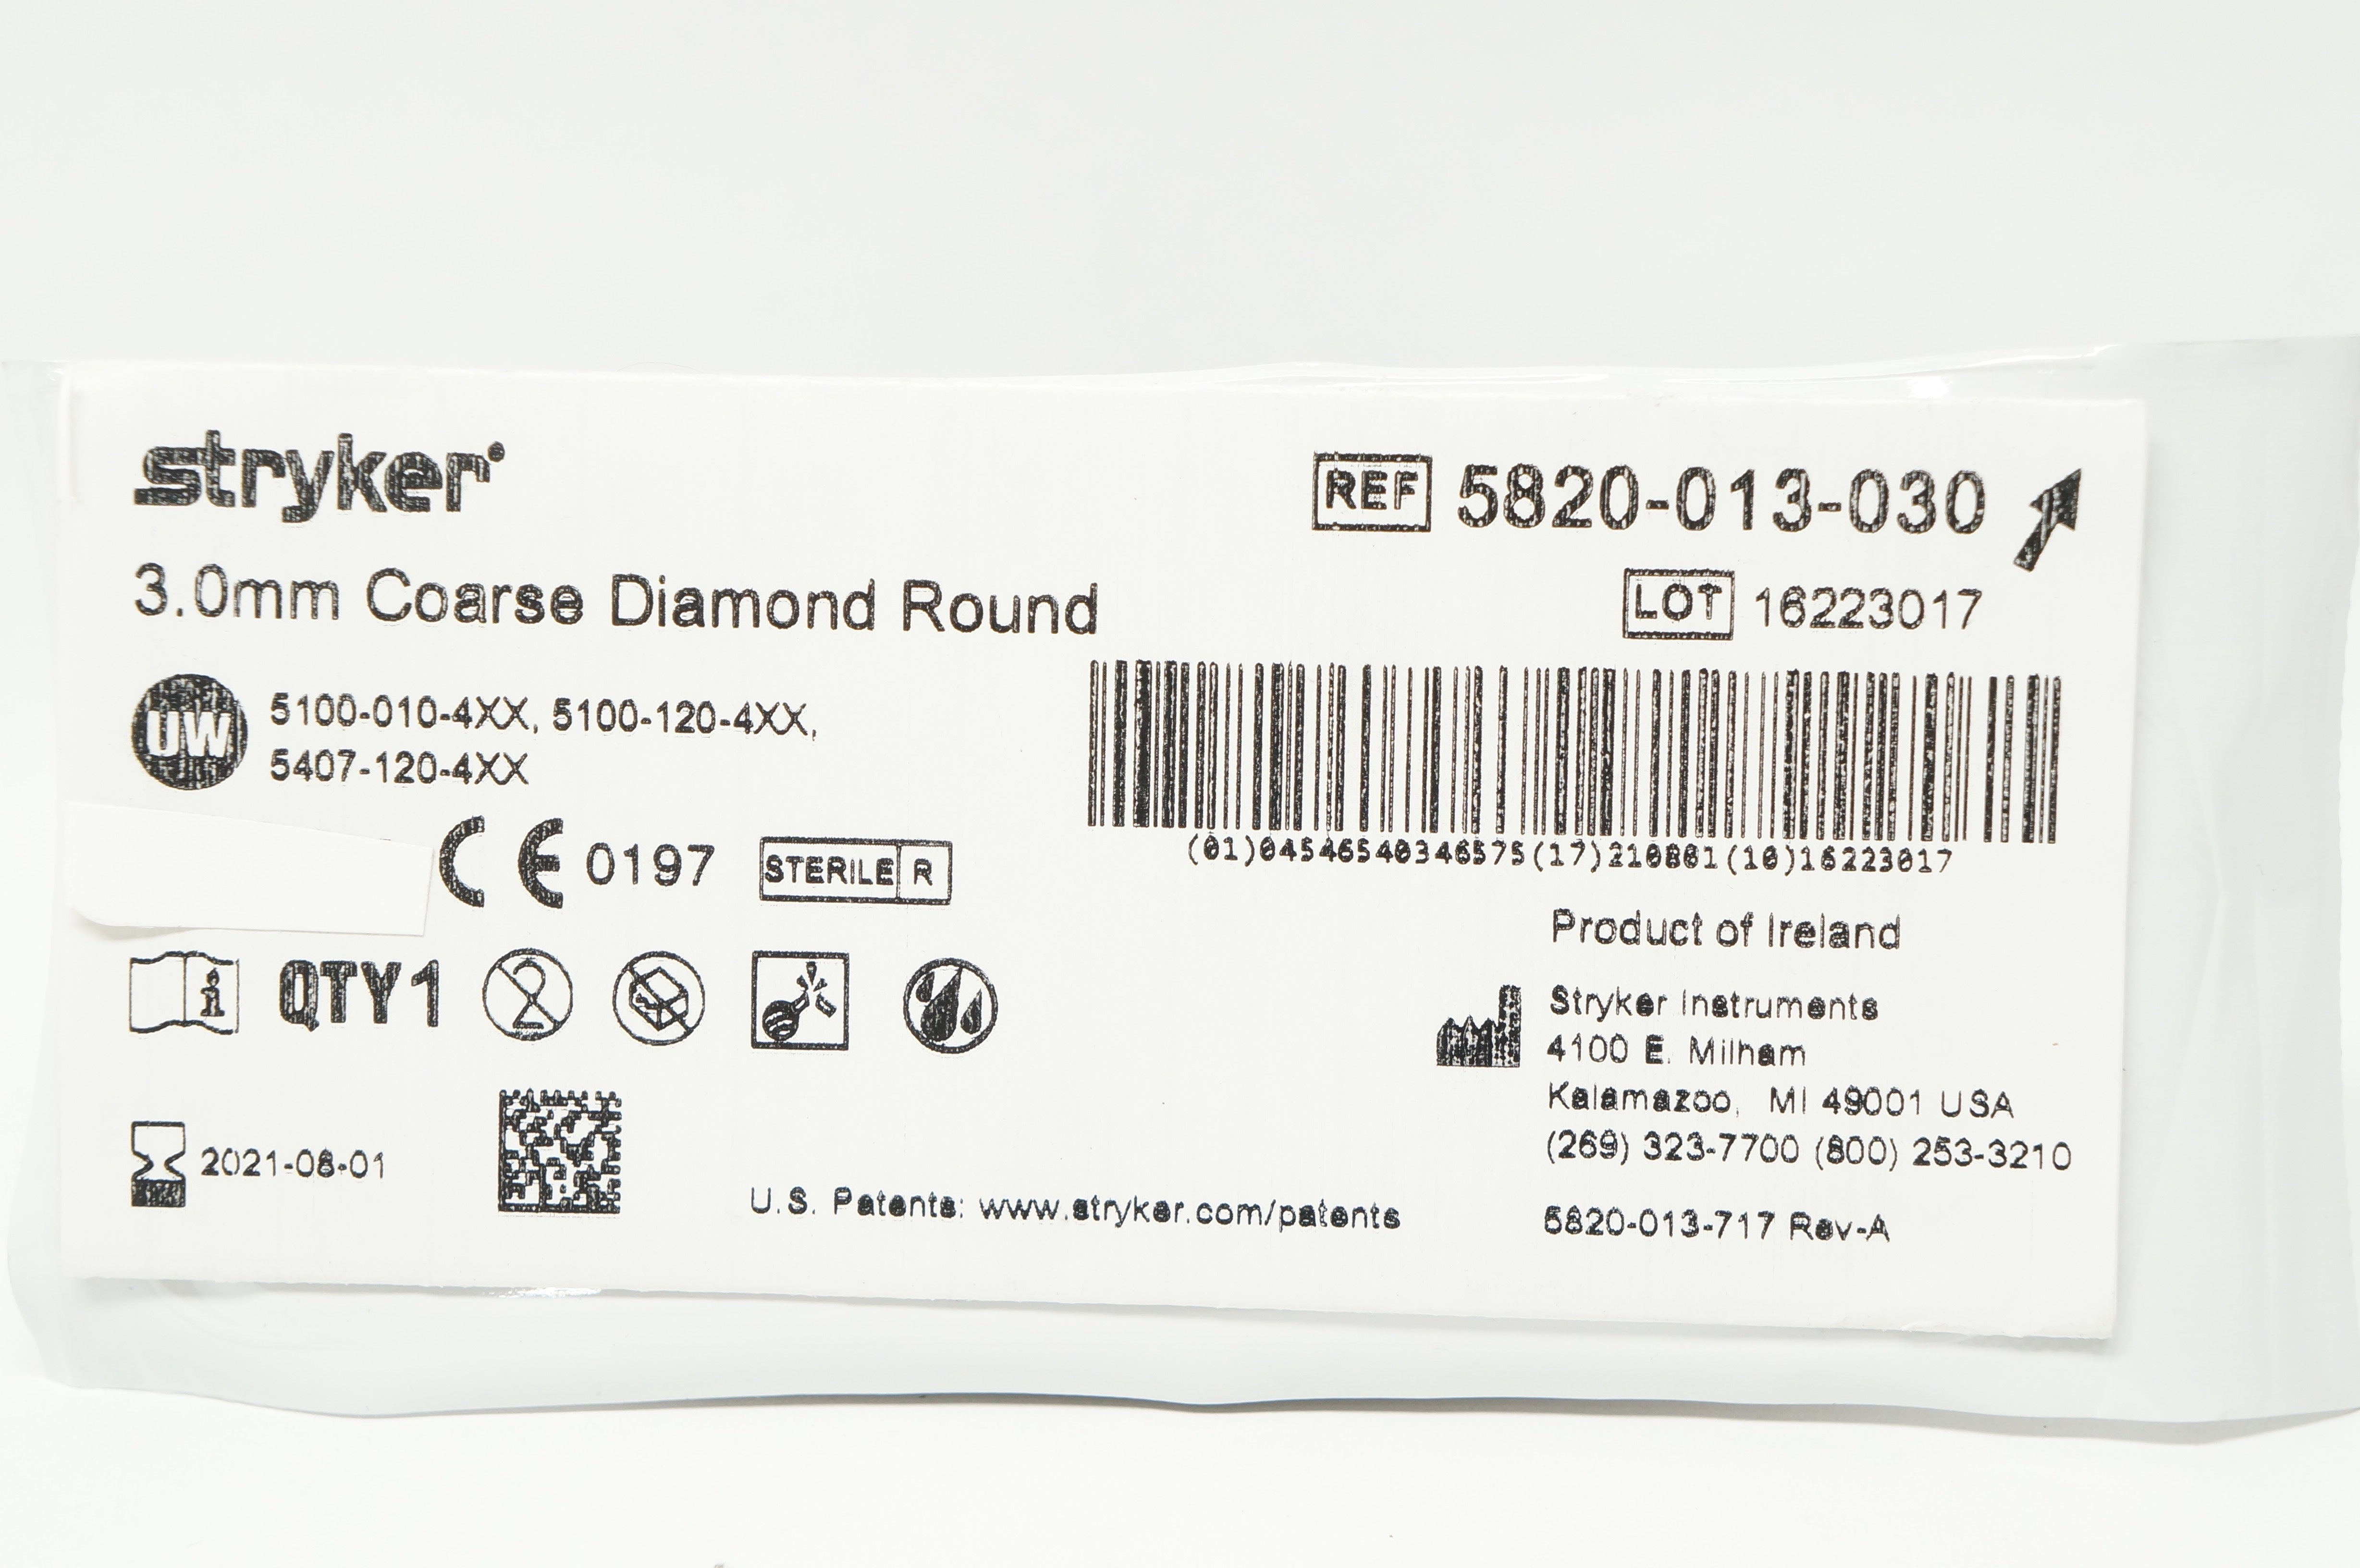 stryker
REF 5820-013-030
3.0mm Coarse Diamond Round
LOT 16223017
UW 5100-010-4XX, 5100-120-4XX,
5407-120-4XX
(01)04546540346575(17)210801(10)16223017
CE 0197 STERILE R
Product of Ireland
i QTY 1 2
Stryker Instruments
4100 E. Milham
Kalamazoo, MI 49001 USA
(269) 323-7700 (800) 253-3210
2021-08-01
U.S. Patents: www.stryker.com/patents
5820-013-717 Rev-A